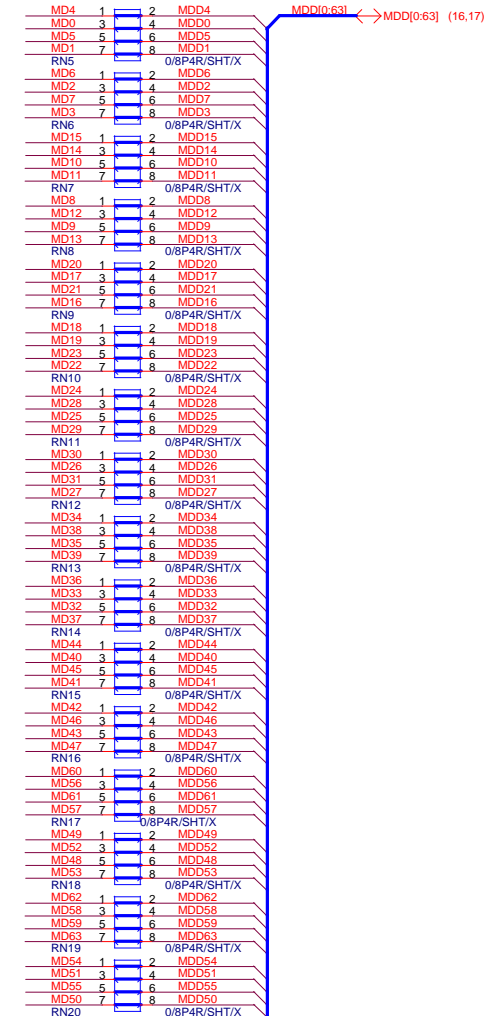 MDD[0:63] MDD[0:63] (16,17)
MD4 1 2 MDD4
MD0 3 4 MDD0
MD5 5 6 MDD5
MD1 7 8 MDD1
RN5 0/8P4R/SHT/X
MD6 1 2 MDD6
MD2 3 4 MDD2
MD7 5 6 MDD7
MD3 7 8 MDD3
RN6 0/8P4R/SHT/X
MD15 1 2 MDD15
MD14 3 4 MDD14
MD10 5 6 MDD10
MD11 7 8 MDD11
RN7 0/8P4R/SHT/X
MD8 1 2 MDD8
MD12 3 4 MDD12
MD9 5 6 MDD9
MD13 7 8 MDD13
RN8 0/8P4R/SHT/X
MD20 1 2 MDD20
MD17 3 4 MDD17
MD21 5 6 MDD21
MD16 7 8 MDD16
RN9 0/8P4R/SHT/X
MD18 1 2 MDD18
MD19 3 4 MDD19
MD23 5 6 MDD23
MD22 7 8 MDD22
RN10 0/8P4R/SHT/X
MD24 1 2 MDD24
MD28 3 4 MDD28
MD25 5 6 MDD25
MD29 7 8 MDD29
RN11 0/8P4R/SHT/X
MD30 1 2 MDD30
MD26 3 4 MDD26
MD31 5 6 MDD31
MD27 7 8 MDD27
RN12 0/8P4R/SHT/X
MD34 1 2 MDD34
MD38 3 4 MDD38
MD35 5 6 MDD35
MD39 7 8 MDD39
RN13 0/8P4R/SHT/X
MD36 1 2 MDD36
MD33 3 4 MDD33
MD32 5 6 MDD32
MD37 7 8 MDD37
RN14 0/8P4R/SHT/X
MD44 1 2 MDD44
MD40 3 4 MDD40
MD45 5 6 MDD45
MD41 7 8 MDD41
RN15 0/8P4R/SHT/X
MD42 1 2 MDD42
MD46 3 4 MDD46
MD43 5 6 MDD43
MD47 7 8 MDD47
RN16 0/8P4R/SHT/X
MD60 1 2 MDD60
MD56 3 4 MDD56
MD61 5 6 MDD61
MD57 7 8 MDD57
RN17 0/8P4R/SHT/X
MD49 1 2 MDD49
MD52 3 4 MDD52
MD48 5 6 MDD48
MD53 7 8 MDD53
RN18 0/8P4R/SHT/X
MD62 1 2 MDD62
MD58 3 4 MDD58
MD59 5 6 MDD59
MD63 7 8 MDD63
RN19 0/8P4R/SHT/X
MD54 1 2 MDD54
MD51 3 4 MDD51
MD55 5 6 MDD55
MD50 7 8 MDD50
RN20 0/8P4R/SHT/X